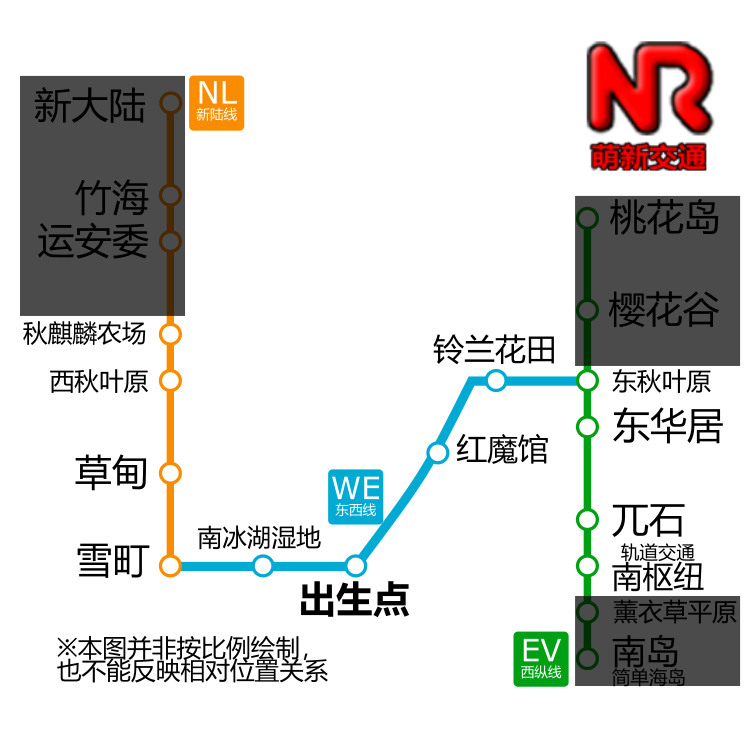 NR
萌新交通
NL
新陆线
新大陆
竹海
运安委
秋麒麟农场
西秋叶原
草甸
雪町
南冰湖湿地
出生点
WE
东西线
红魔馆
铃兰花田
桃花岛
樱花谷
东秋叶原
东华居
兀石
轨道交通
南枢纽
薰衣草平原
南岛
简单海岛
EV
西纵线
※本图并非按比例绘制，
也不能反映相对位置关系